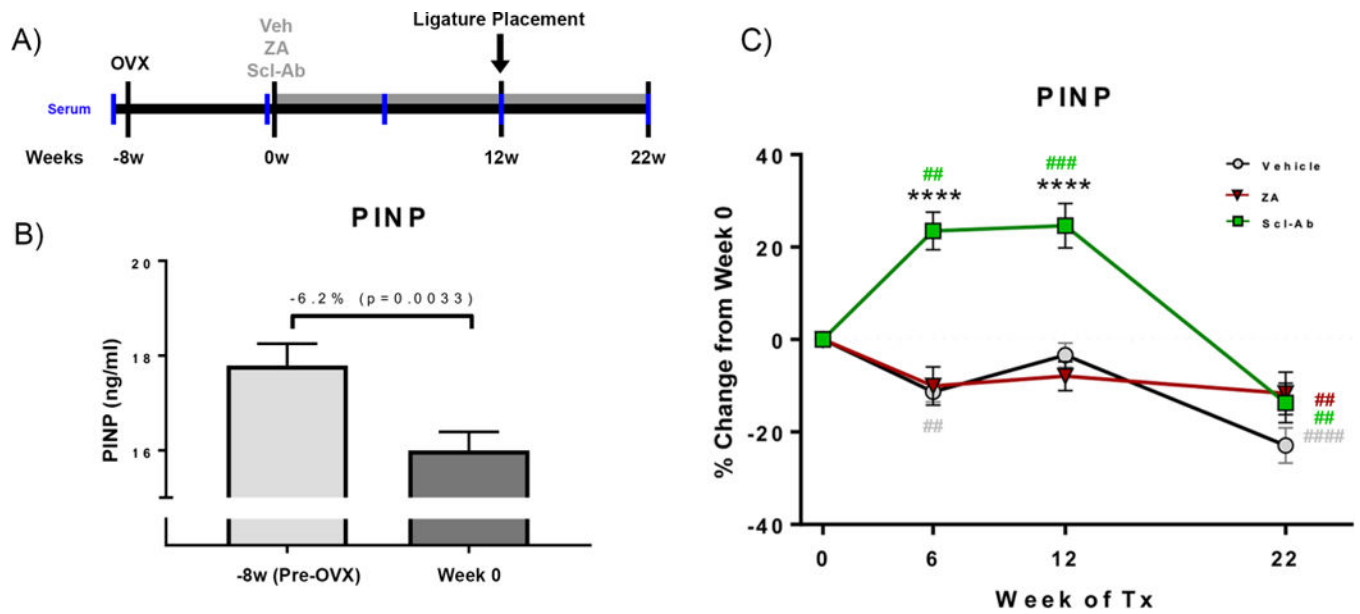 A)
Veh
ZA
Scl-Ab
OVX
Ligature Placement
Serum
Weeks -8w 0w 12w 22w
B)
PINP
PINP (ng/ml)
20
18
16
-6.2% (p=0.0033)
-8w (Pre-OVX) Week 0
C)
PINP
% Change from Week 0
40
20
0
-20
-40
## ###
**** ****
Vehicle
ZA
Scl-Ab
##
##
##
####
0 6 12 22
Week of Tx